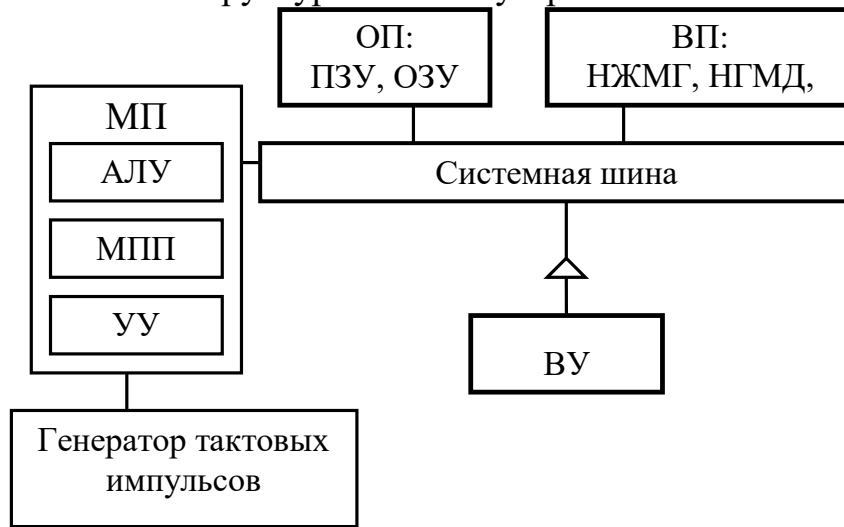 ОП:
ПЗУ, ОЗУ
ВП:
НЖМГ, НГМД,
МП
АЛУ
МПП
УУ
Системная шина
ВУ
Генератор тактовых
импульсов